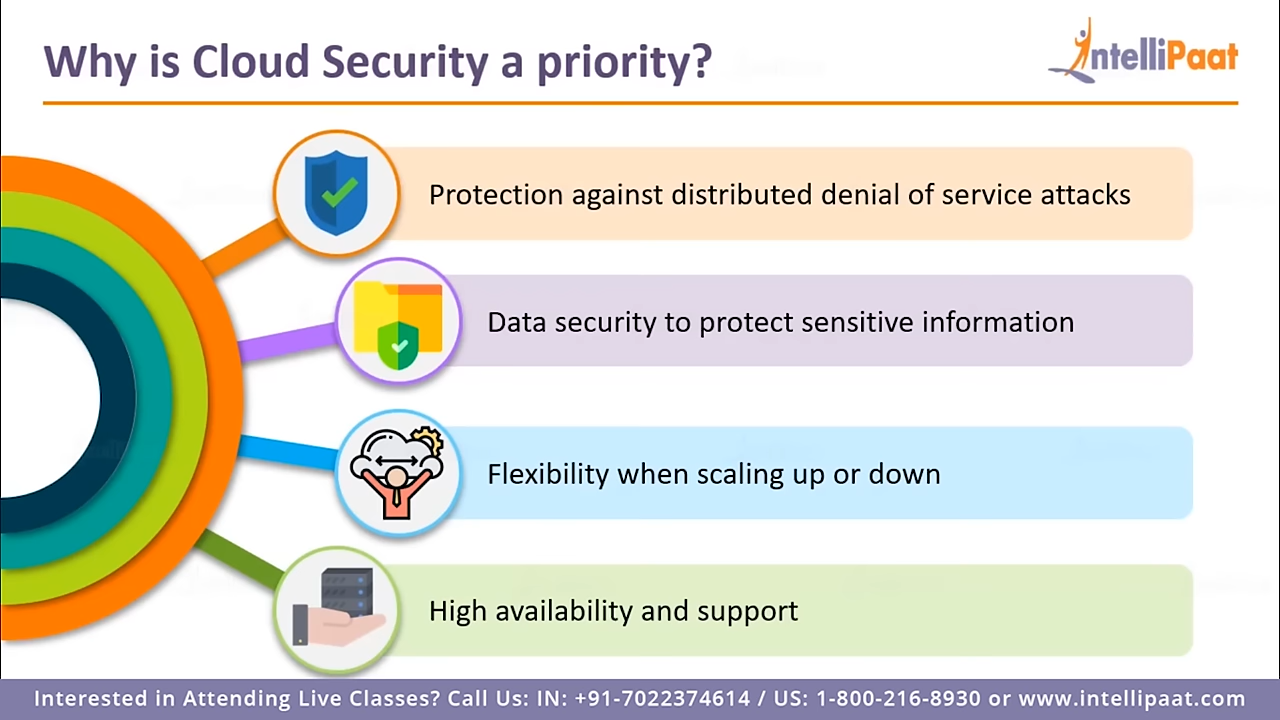 Why is Cloud Security a priority?
IntelliPaat
Protection against distributed denial of service attacks
Data security to protect sensitive information
Flexibility when scaling up or down
High availability and support
Interested in Attending Live Classes? Call Us: IN: +91-7022374614 / US: 1-800-216-8930 or www.intellipaat.com